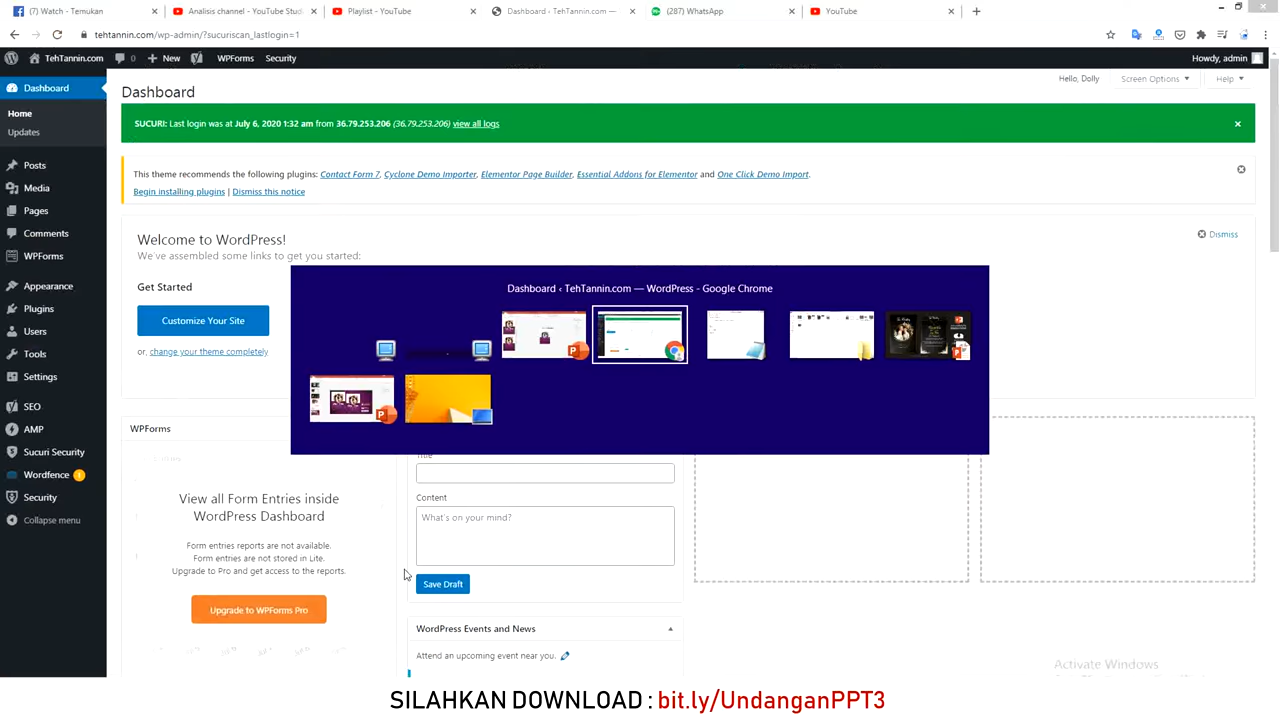 (7) Watch - Temukan
Analisis channel - YouTube Stud
Playlist - YouTube
Dashboard ‹ TehTannin.com —
(287) WhatsApp
YouTube
tehtannin.com/wp-admin/?sucuriscan_lastlogin=1
TehTannin.com
0
New
WPForms
Security
Howdy, admin
Dashboard
Home
Updates
Posts
Media
Pages
Comments
WPForms
Appearance
Plugins
Users
Tools
Settings
SEO
AMP
Sucuri Security
Wordfence 1
Security
Collapse menu
Hello, Dolly
Screen Options
Help
Dashboard
SUCURI: Last login was at July 6, 2020 1:32 am from 36.79.253.206 (36.79.253.206) view all logs
This theme recommends the following plugins: Contact Form 7, Cyclone Demo Importer, Elementor Page Builder, Essential Addons for Elementor and One Click Demo Import.
Begin installing plugins | Dismiss this notice
Welcome to WordPress!
Dismiss
We've assembled some links to get you started:
Get Started
Customize Your Site
or, change your theme completely
Dashboard ‹ TehTannin.com — WordPress - Google Chrome
WPForms
View all Form Entries inside
WordPress Dashboard
Form entries reports are not available.
Form entries are not stored in Lite.
Upgrade to Pro and get access to the reports.
Upgrade to WPForms Pro
Title
Content
What's on your mind?
Save Draft
WordPress Events and News
Attend an upcoming event near you.
Activate Windows
SILAHKAN DOWNLOAD : bit.ly/UndanganPPT3